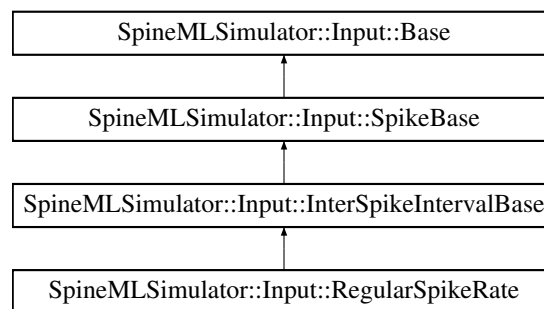 SpineMLSimulator::Input::Base
SpineMLSimulator::Input::SpikeBase
SpineMLSimulator::Input::InterSpikeIntervalBase
SpineMLSimulator::Input::RegularSpikeRate